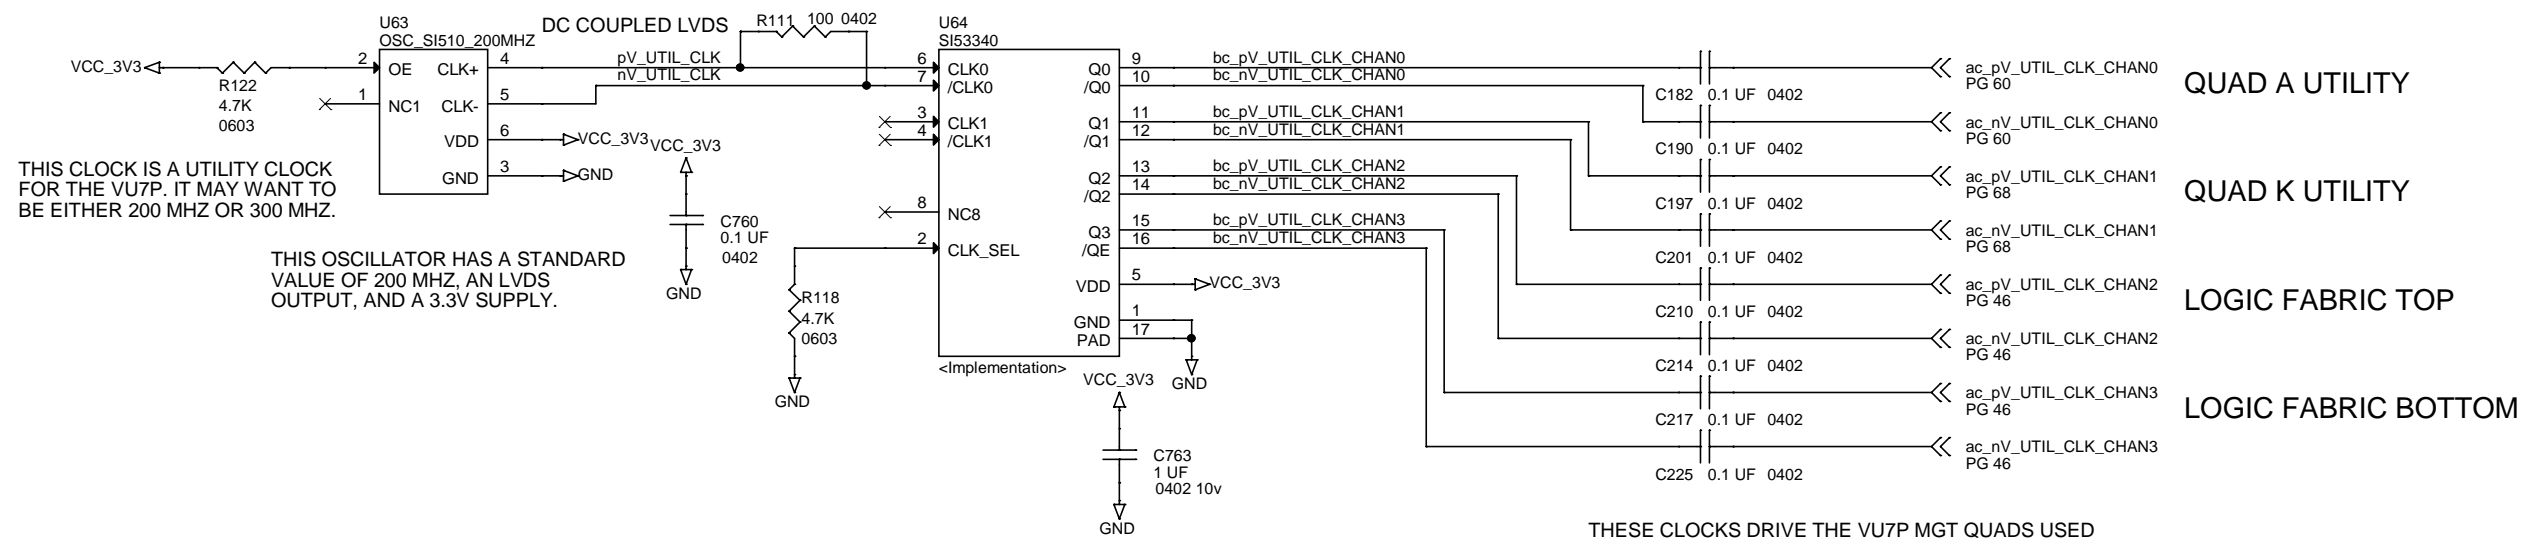 U63
OSC_SI510_200MHZ
DC COUPLED LVDS
R111 100 0402
U64
SI53340
VCC_3V3
R122
4.7K
0603
2 OE
1 NC1
CLK+ 4
CLK- 5
VDD 6
GND 3
pV_UTIL_CLK
nV_UTIL_CLK
VCC_3V3
GND
THIS CLOCK IS A UTILITY CLOCK
FOR THE VU7P. IT MAY WANT TO
BE EITHER 200 MHZ OR 300 MHZ.
THIS OSCILLATOR HAS A STANDARD
VALUE OF 200 MHZ, AN LVDS
OUTPUT, AND A 3.3V SUPPLY.
VCC_3V3
C760
0.1 UF
0402
GND
6 CLK0
7 /CLK0
3 CLK1
4 /CLK1
8 NC8
2 CLK_SEL
R118
4.7K
0603
GND
Q0 9 bc_pV_UTIL_CLK_CHAN0
/Q0 10 bc_nV_UTIL_CLK_CHAN0
Q1 11 bc_pV_UTIL_CLK_CHAN1
/Q1 12 bc_nV_UTIL_CLK_CHAN1
Q2 13 bc_pV_UTIL_CLK_CHAN2
/Q2 14 bc_nV_UTIL_CLK_CHAN2
Q3 15 bc_pV_UTIL_CLK_CHAN3
/QE 16 bc_nV_UTIL_CLK_CHAN3
VDD 5 VCC_3V3
GND 1
PAD 17
GND
<Implementation>
VCC_3V3
C763
1 UF
0402 10v
GND
C182 0.1 UF 0402
C190 0.1 UF 0402
C197 0.1 UF 0402
C201 0.1 UF 0402
C210 0.1 UF 0402
C214 0.1 UF 0402
C217 0.1 UF 0402
C225 0.1 UF 0402
ac_pV_UTIL_CLK_CHAN0
PG 60
ac_nV_UTIL_CLK_CHAN0
PG 60
ac_pV_UTIL_CLK_CHAN1
PG 68
ac_nV_UTIL_CLK_CHAN1
PG 68
ac_pV_UTIL_CLK_CHAN2
PG 46
ac_nV_UTIL_CLK_CHAN2
PG 46
ac_pV_UTIL_CLK_CHAN3
PG 46
ac_nV_UTIL_CLK_CHAN3
PG 46
QUAD A UTILITY
QUAD K UTILITY
LOGIC FABRIC TOP
LOGIC FABRIC BOTTOM
THESE CLOCKS DRIVE THE VU7P MGT QUADS USED